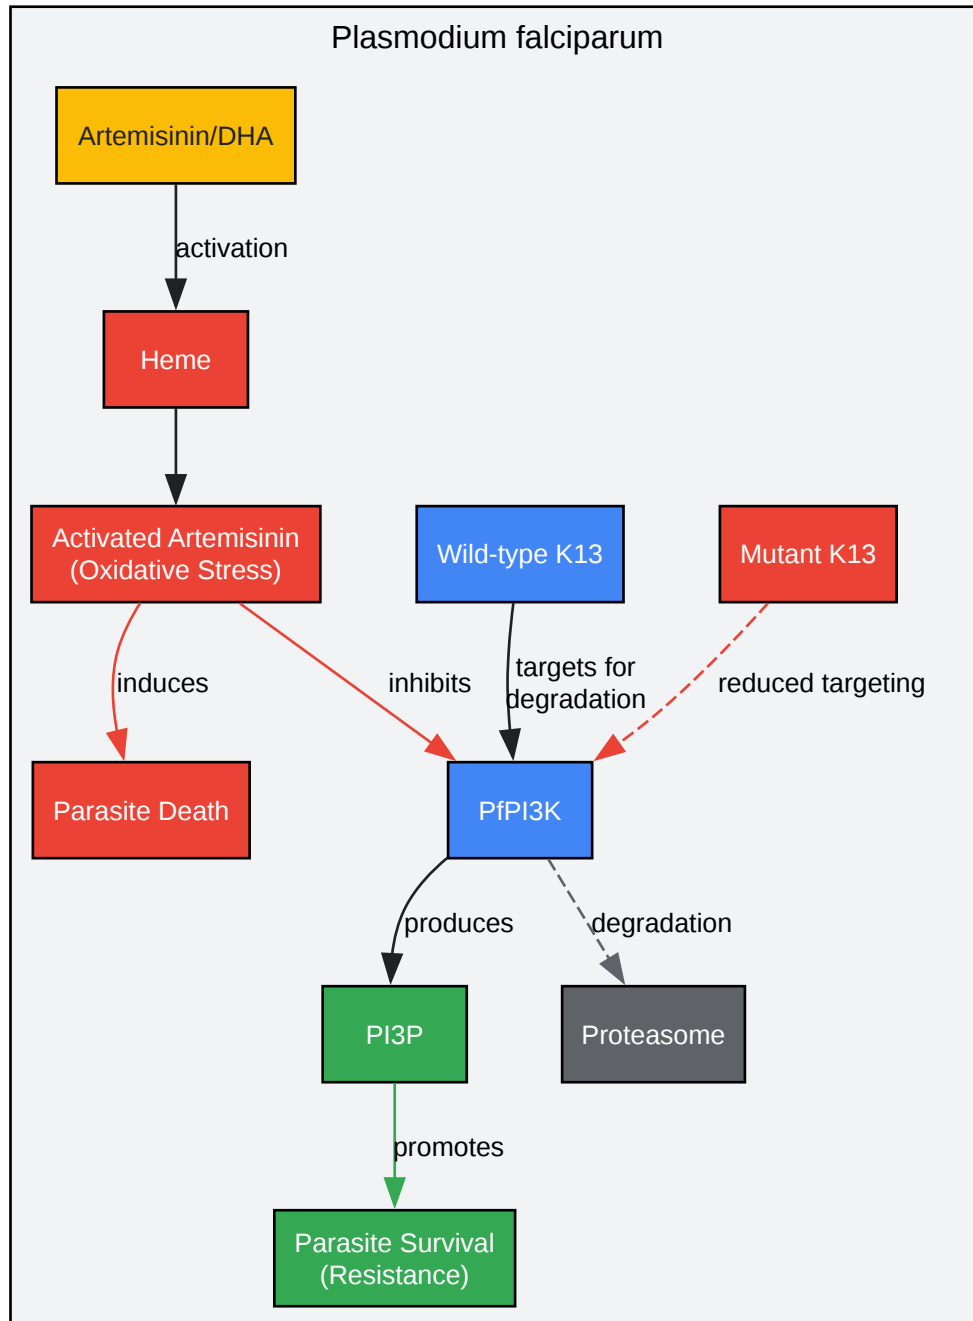 Plasmodium falciparum
Artemisinin/DHA
activation
Heme
Activated Artemisinin
(Oxidative Stress)
Wild-type K13
Mutant K13
induces
inhibits
targets for
degradation
reduced targeting
Parasite Death
PfPI3K
produces
degradation
PI3P
Proteasome
promotes
Parasite Survival
(Resistance)